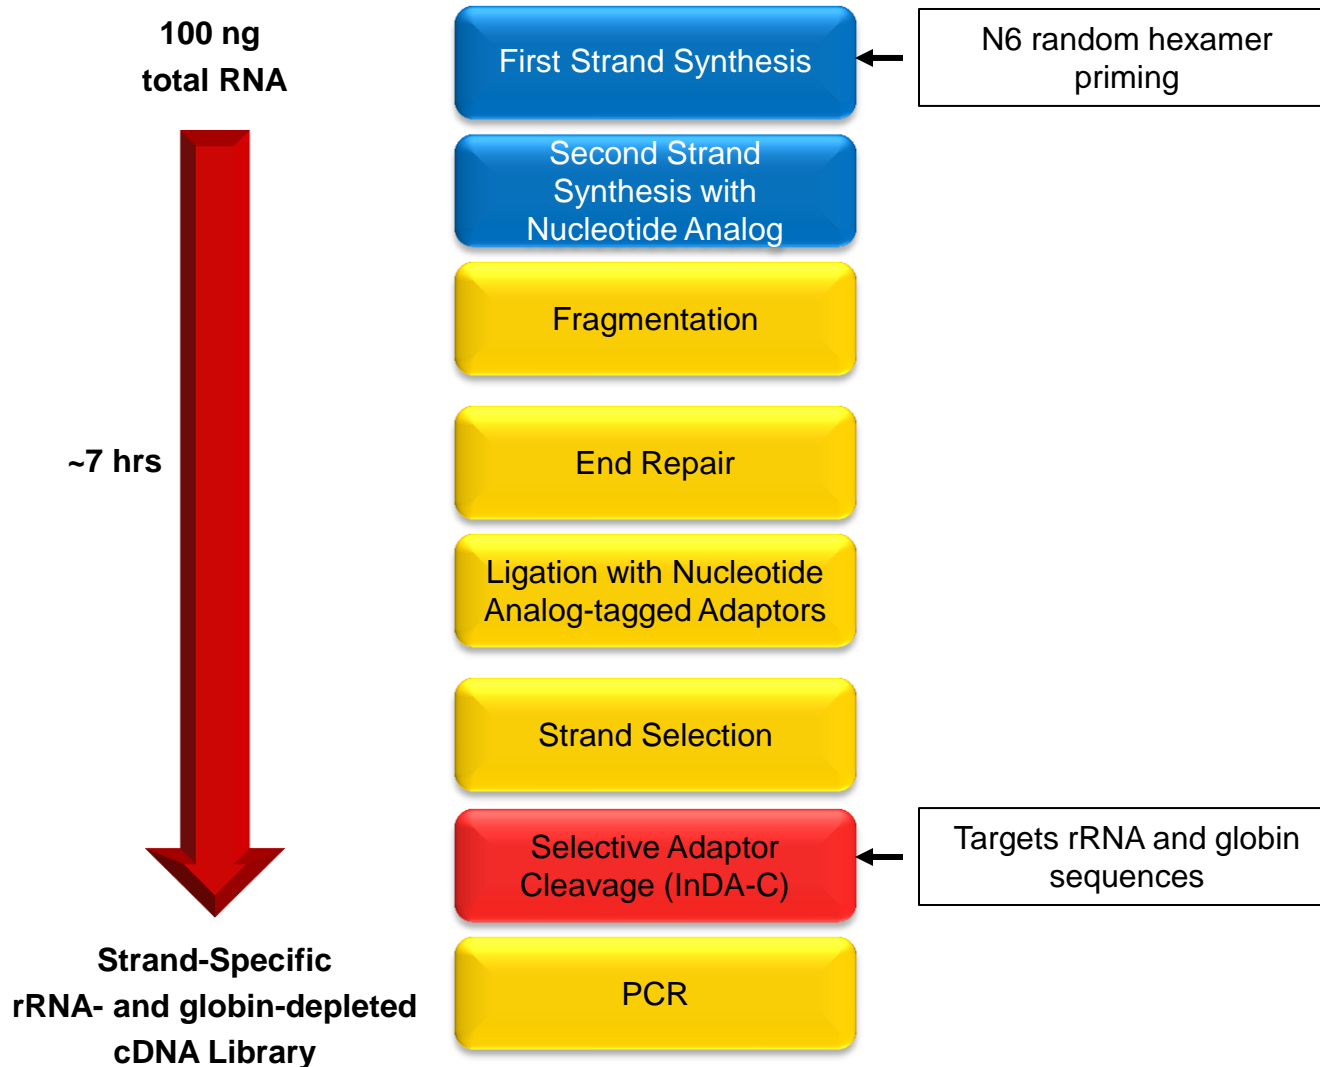 100 ng
total RNA
First Strand Synthesis
N6 random hexamer
priming
Second Strand
Synthesis with
Nucleotide Analog
Fragmentation
~7 hrs
End Repair
Ligation with Nucleotide
Analog-tagged Adaptors
Strand Selection
Selective Adaptor
Cleavage (InDA-C)
Targets rRNA and globin
sequences
Strand-Specific
rRNA- and globin-depleted
cDNA Library
PCR